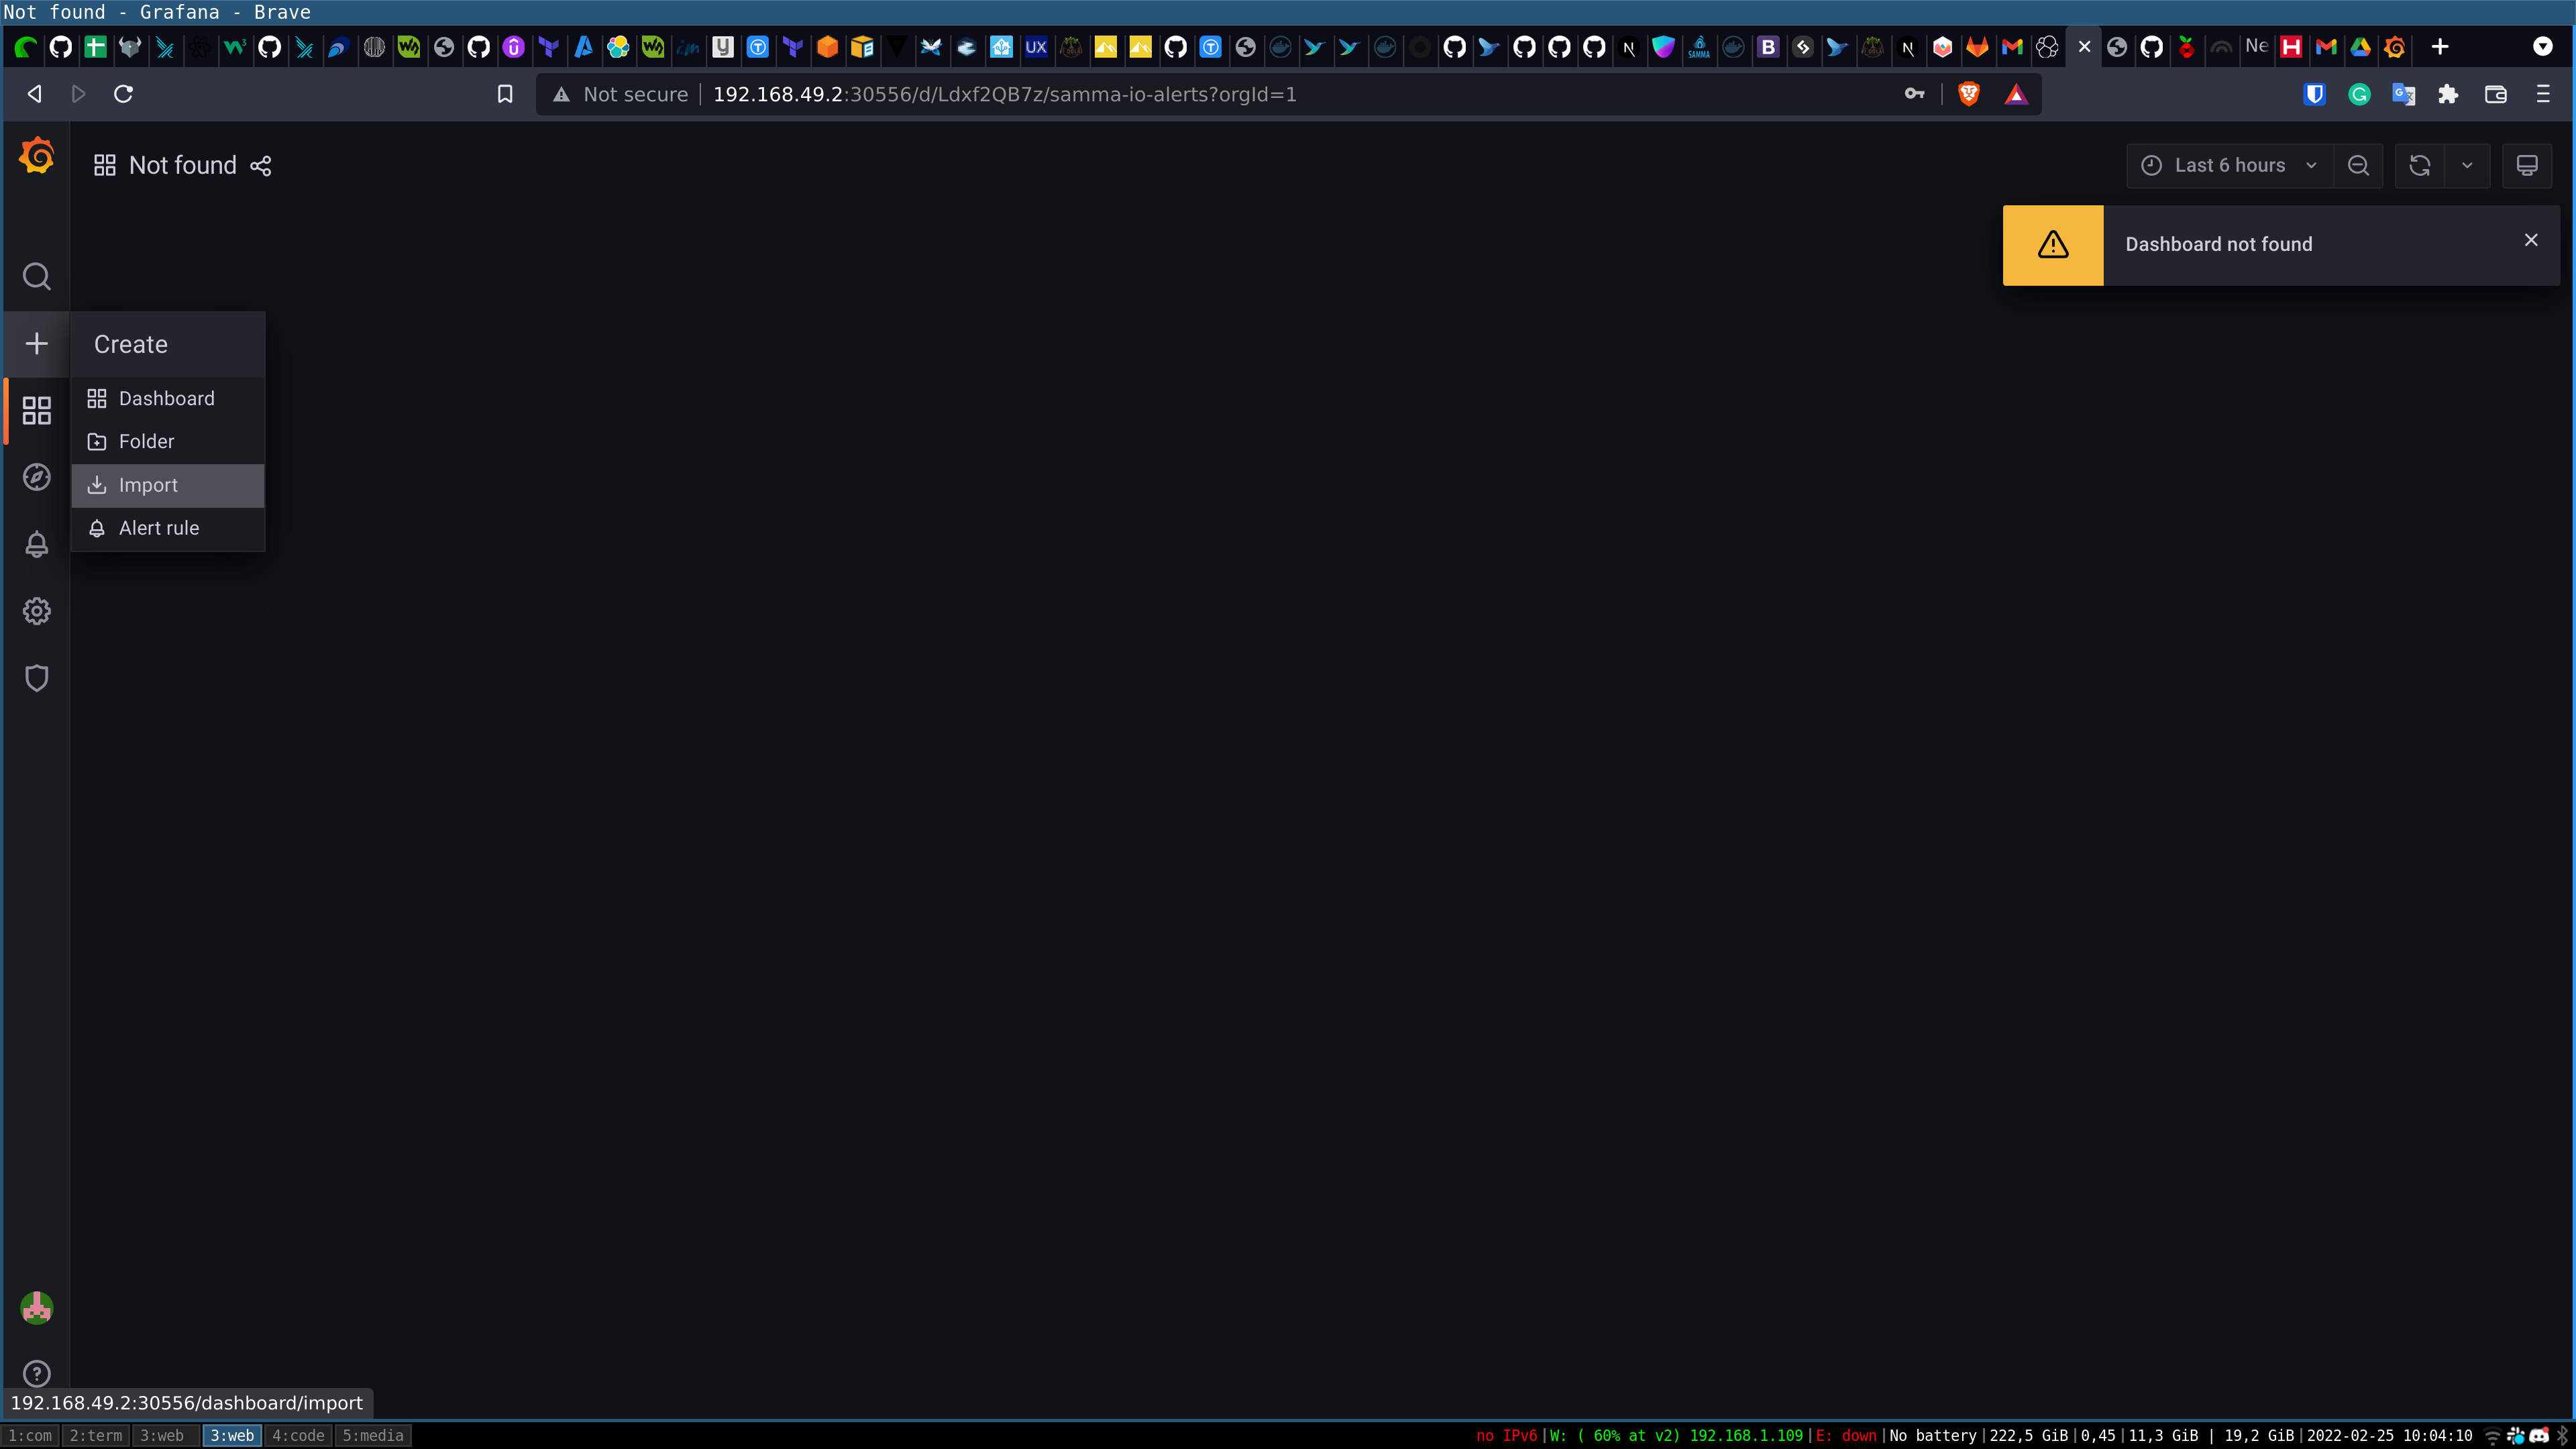 Not found - Grafana - Brave
UX
SAMMA
Ne
Not secure
192.168.49.2:30556/d/Ldxf2QB7z/samma-io-alerts?orgId=1
Not found
Last 6 hours
Dashboard not found
Create
Dashboard
Folder
Import
Alert rule
192.168.49.2:30556/dashboard/import
1:com 2:term 3:web 3:web 4:code 5:media
no IPv6|W: ( 60% at v2) 192.168.1.109|E: down|No battery|222,5 GiB|0,45|11,3 GiB | 19,2 GiB|2022-02-25 10:04:10